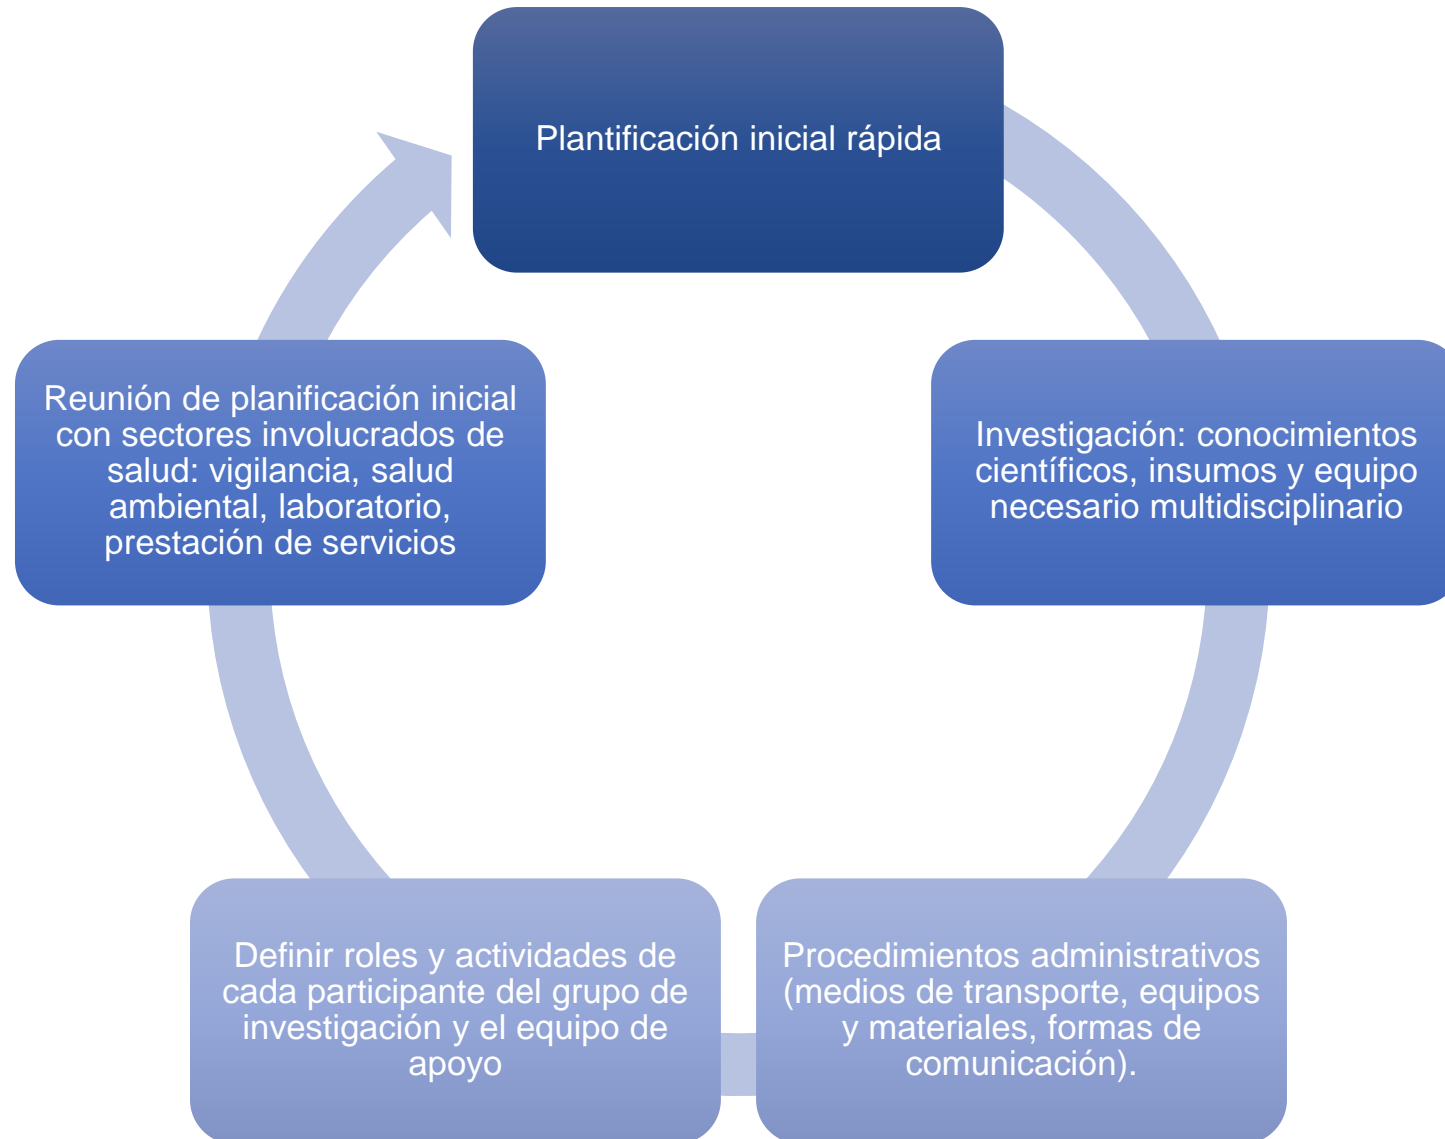 Plantificación inicial rápida
Investigación: conocimientos
científicos, insumos y equipo
necesario multidisciplinario
Procedimientos administrativos
(medios de transporte, equipos
y materiales, formas de
comunicación).
Definir roles y actividades de
cada participante del grupo de
investigación y el equipo de
apoyo
Reunión de planificación inicial
con sectores involucrados de
salud: vigilancia, salud
ambiental, laboratorio,
prestación de servicios